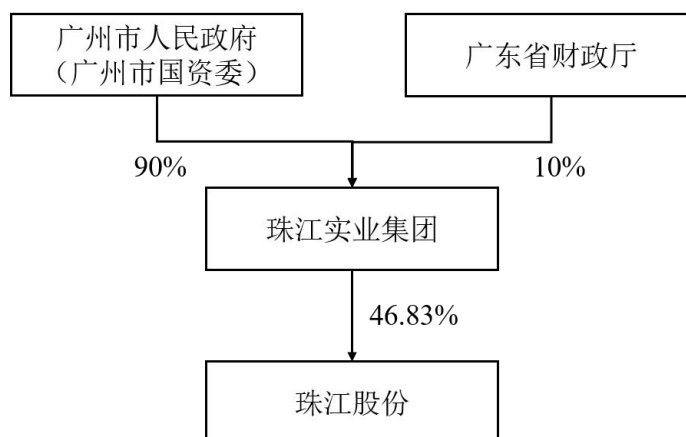 广州市人民政府
（广州市国资委）
广东省财政厅
90%
10%
珠江实业集团
46.83%
珠江股份